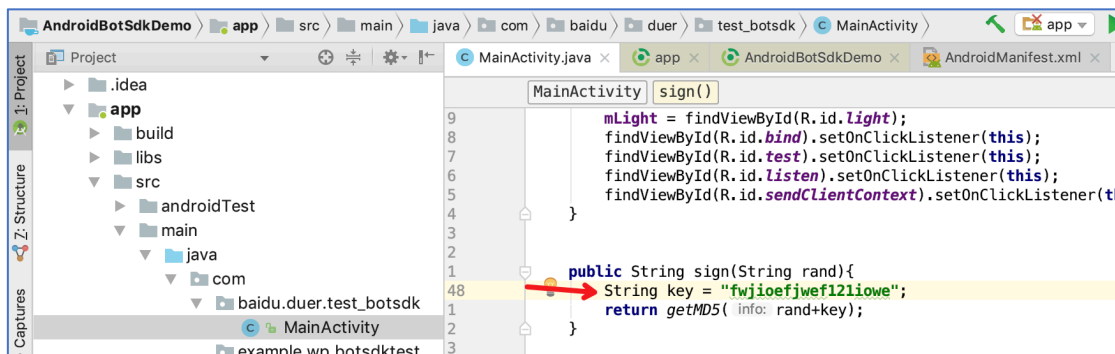 AndroidBotSdkDemo app src main java com baidu duer test_botsdk MainActivity app
1: Project
Z: Structure
Captures
Project
.idea
app
build
libs
src
androidTest
main
java
com
baidu.duer.test_botsdk
MainActivity
example.wp.botsdktest
MainActivity.java app AndroidBotSdkDemo AndroidManifest.xml
MainActivity sign()
9 mLight = findViewById(R.id.light);
8 findViewById(R.id.bind).setOnClickListener(this);
7 findViewById(R.id.test).setOnClickListener(this);
6 findViewById(R.id.listen).setOnClickListener(this);
5 findViewById(R.id.sendClientContext).setOnClickListener(th
4 }
3
2
1 public String sign(String rand){
48 String key = "fwjioefjwef121iowe";
1 return getMD5( info: rand+key);
2 }
3